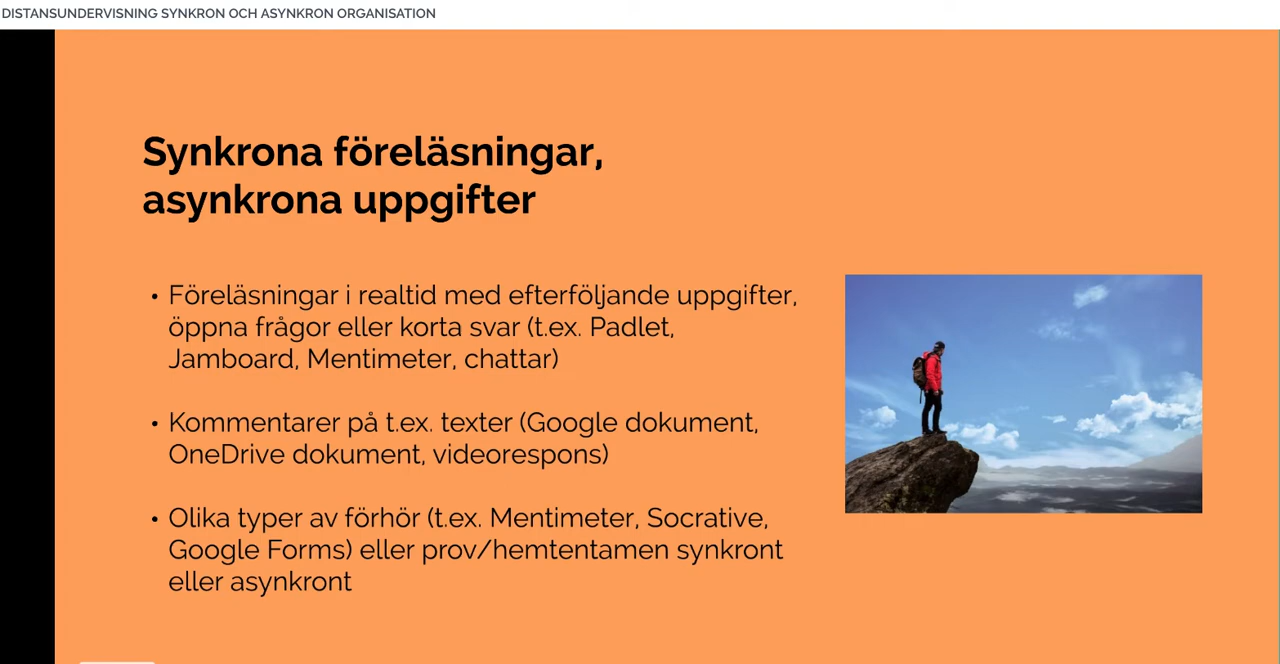 DISTANSUNDERVISNING SYNKRON OCH ASYNKRON ORGANISATION
Synkrona föreläsningar,
asynkrona uppgifter
• Föreläsningar i realtid med efterföljande uppgifter,
öppna frågor eller korta svar (t.ex. Padlet,
Jamboard, Mentimeter, chattar)
• Kommentarer på t.ex. texter (Google dokument,
OneDrive dokument, videorespons)
• Olika typer av förhör (t.ex. Mentimeter, Socrative,
Google Forms) eller prov/hemtentamen synkront
eller asynkront